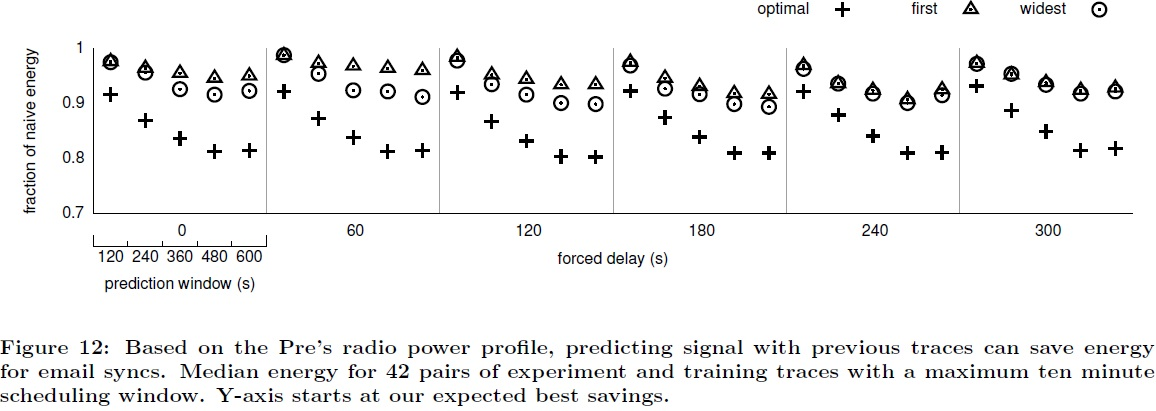 optimal first widest
fraction of naive energy
1
0.9
0.8
0.7
0 60 120 180 240 300
120 240 360 480 600
forced delay (s)
prediction window (s)
Figure 12: Based on the Pre's radio power profile, predicting signal with previous traces can save energy
for email syncs. Median energy for 42 pairs of experiment and training traces with a maximum ten minute
scheduling window. Y-axis starts at our expected best savings.